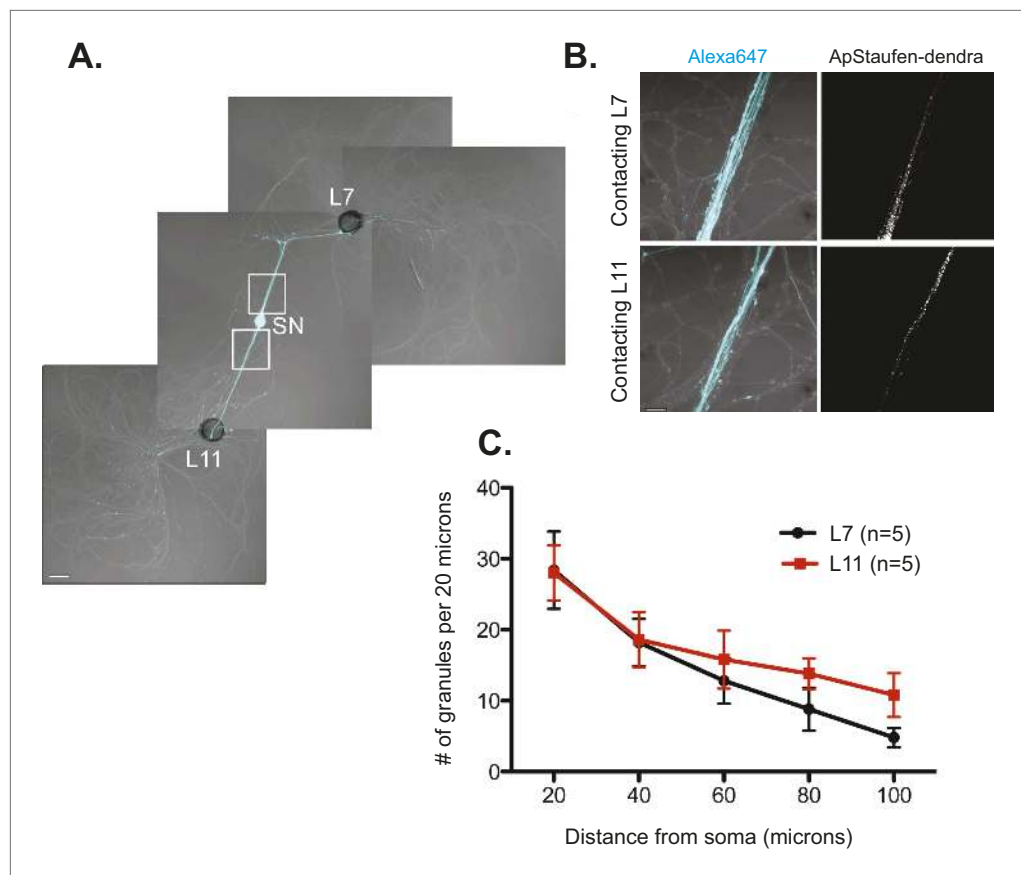 A.
L7
SN
L11
B.
Alexa647
ApStaufen-dendra
Contacting L7
Contacting L11
C.
# of granules per 20 microns
40
30
20
10
0
L7 (n=5)
L11 (n=5)
20 40 60 80 100
Distance from soma (microns)